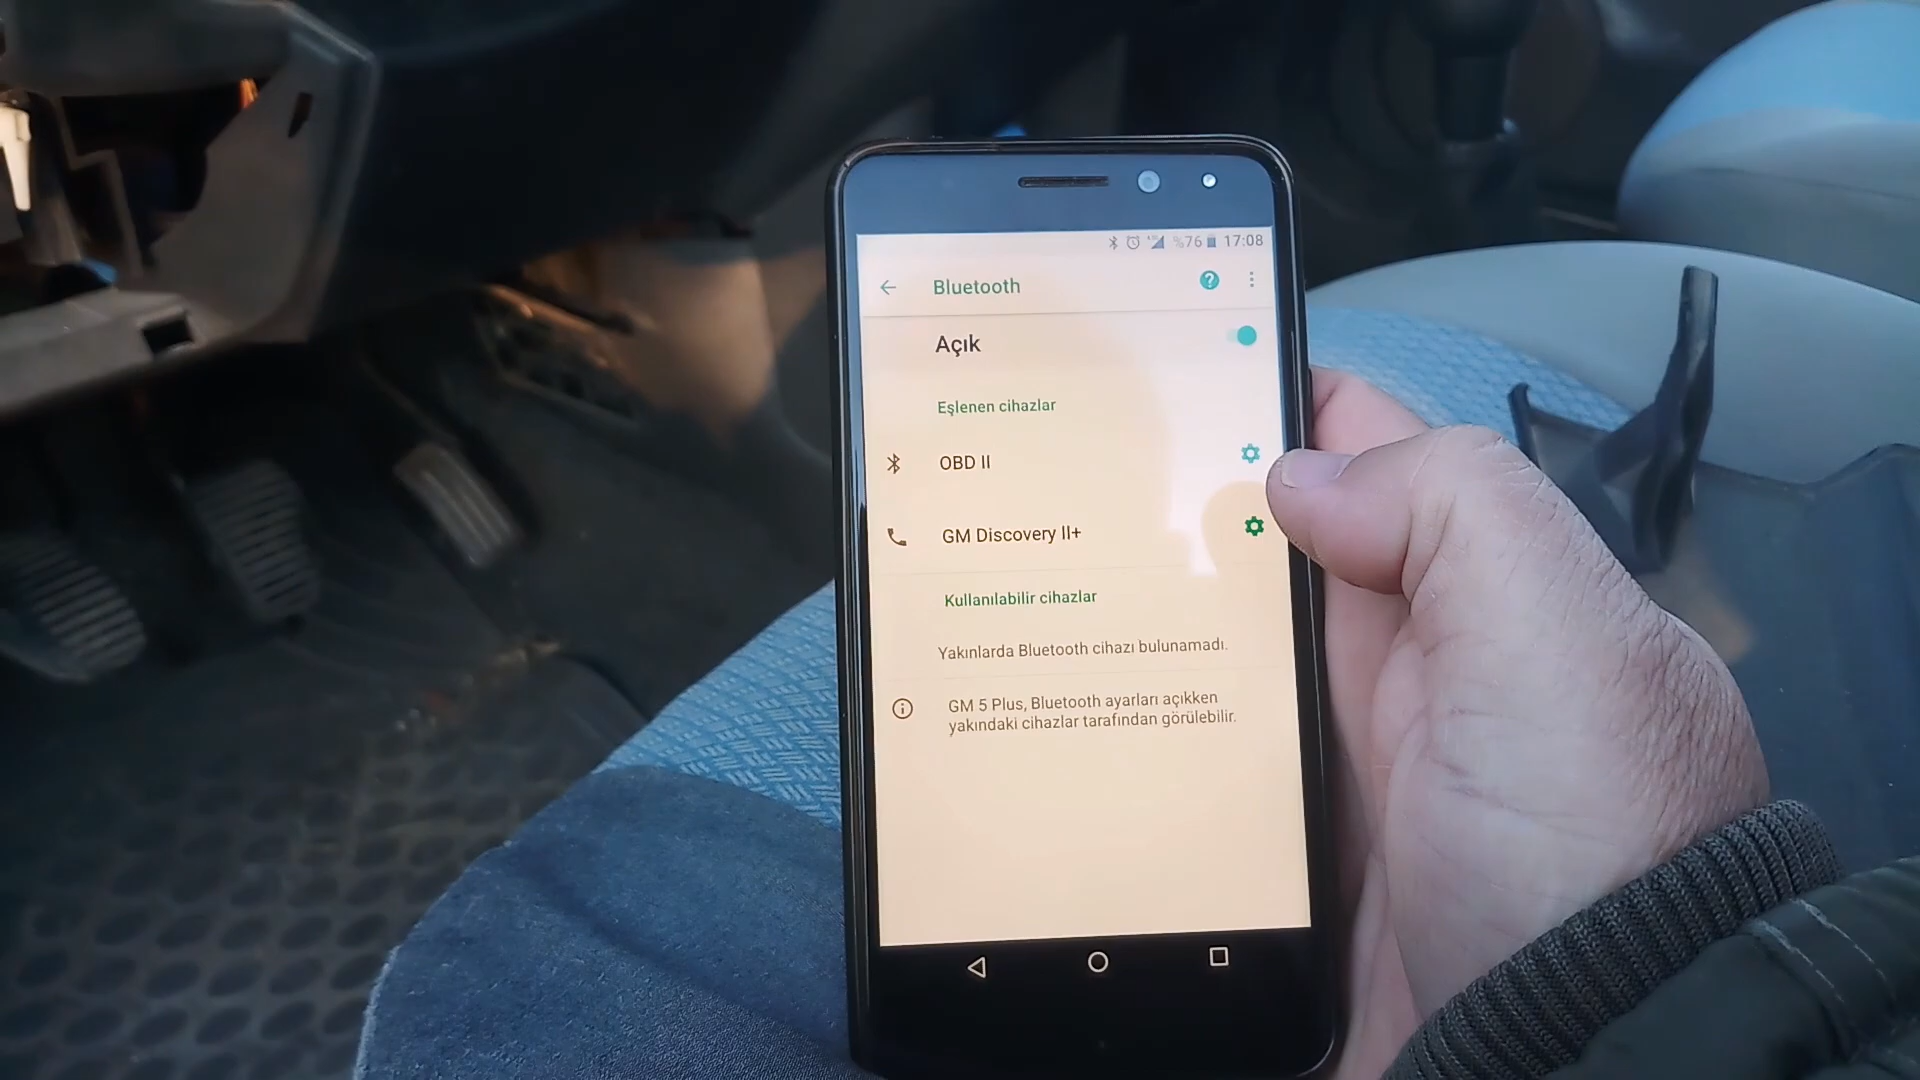 %76 17:08
Bluetooth
Açık
Eşlenen cihazlar
OBD II
GM Discovery II+
Kullanılabilir cihazlar
Yakınlarda Bluetooth cihazı bulunamadı.
GM 5 Plus, Bluetooth ayarları açıkken
yakındaki cihazlar tarafından görülebilir.